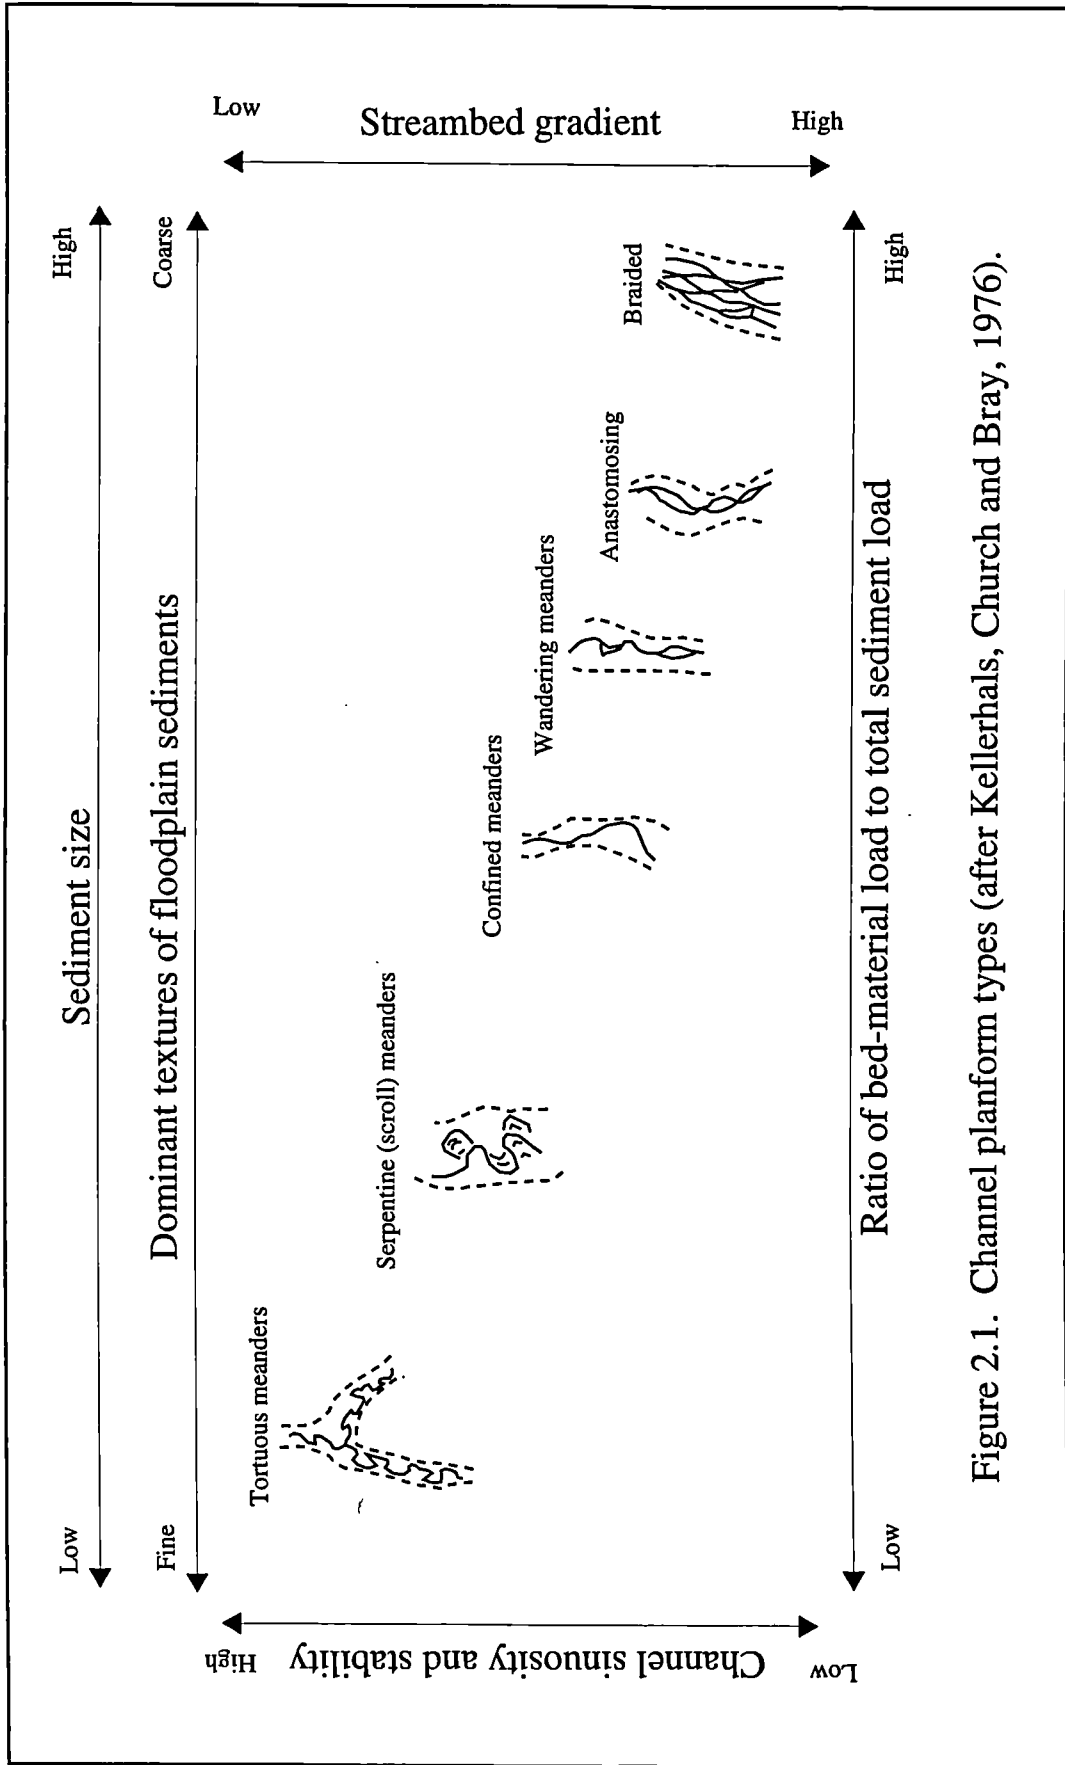 Sediment size
Low
High
Dominant textures of floodplain sediments
Fine
Coarse
Channel sinuosity and stability
High
Low
Streambed gradient
Low
High
Tortuous meanders
Serpentine (scroll) meanders
Confined meanders
Wandering meanders
Anastomosing
Braided
Ratio of bed-material load to total sediment load
Low
High
Figure 2.1. Channel planform types (after Kellerhals, Church and Bray, 1976).